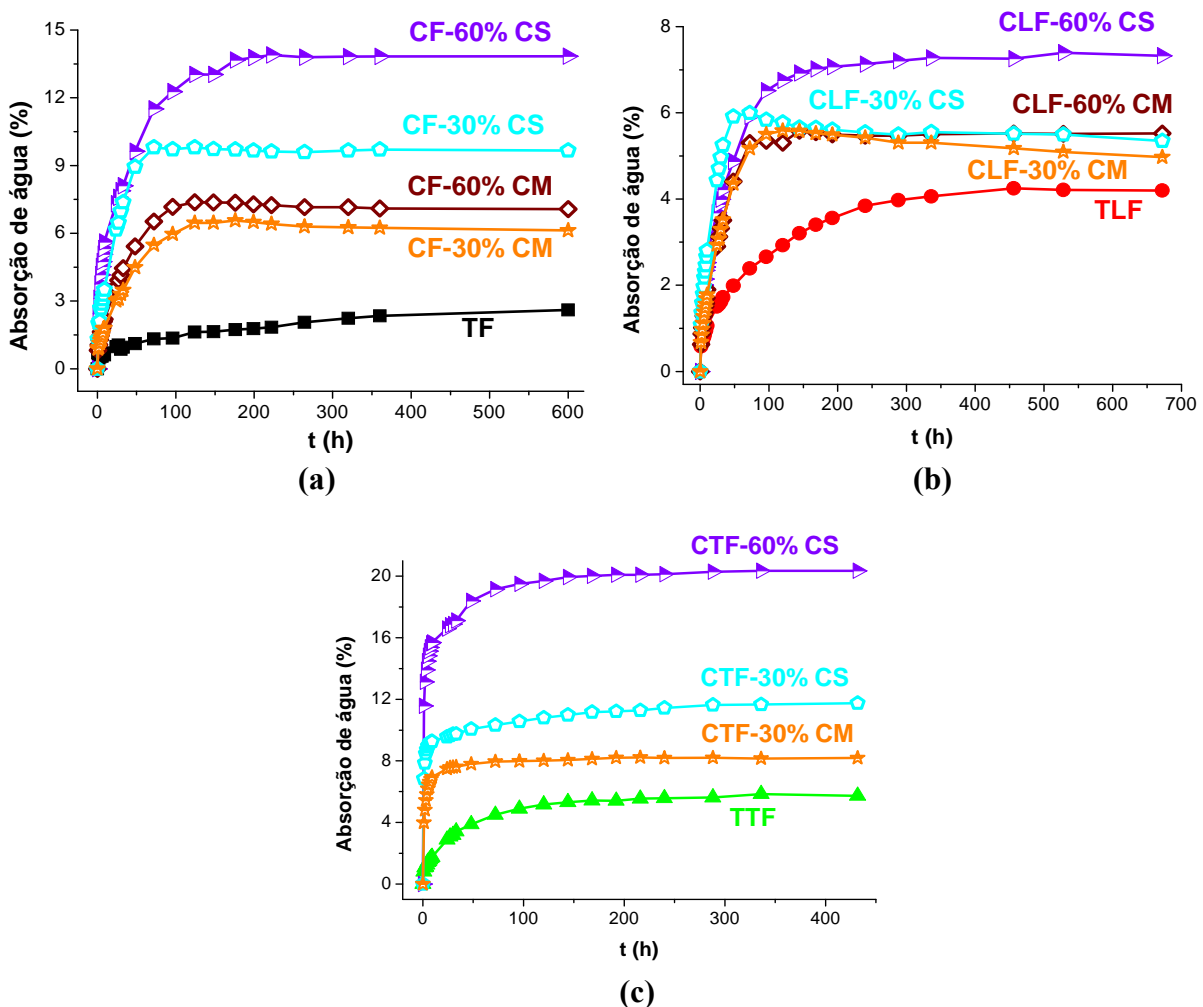 15
12
9
6
3
0
Absorção de água (%)
CF-60% CS
CF-30% CS
CF-60% CM
CF-30% CM
TF
0 100 200 300 400 500 600
t (h)
(a)
8
6
4
2
0
Absorção de água (%)
CLF-60% CS
CLF-30% CS
CLF-60% CM
CLF-30% CM
TLF
0 100 200 300 400 500 600 700
t (h)
(b)
20
16
12
8
4
0
Absorção de água (%)
CTF-60% CS
CTF-30% CS
CTF-30% CM
TTF
0 100 200 300 400
t (h)
(c)